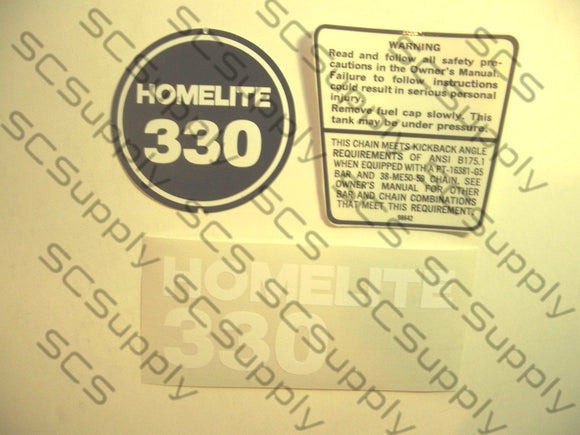 HOMELITE
330
WARNING
Read and follow all safety pre-
cautions in the Owner's Manual.
Failure to follow instructions
could result in serious personal
injury.
Remove fuel cap slowly. This
tank may be under pressure.
THIS CHAIN MEETS KICKBACK ANGLE
REQUIREMENTS OF ANSI B175.1
WHEN EQUIPPED WITH A PT-16381-G5
BAR AND 38-ME50-59 CHAIN. SEE
OWNER'S MANUAL FOR OTHER
BAR AND CHAIN COMBINATIONS
THAT MEET THIS REQUIREMENT.
98642
HOMELITE
330
SCSupply